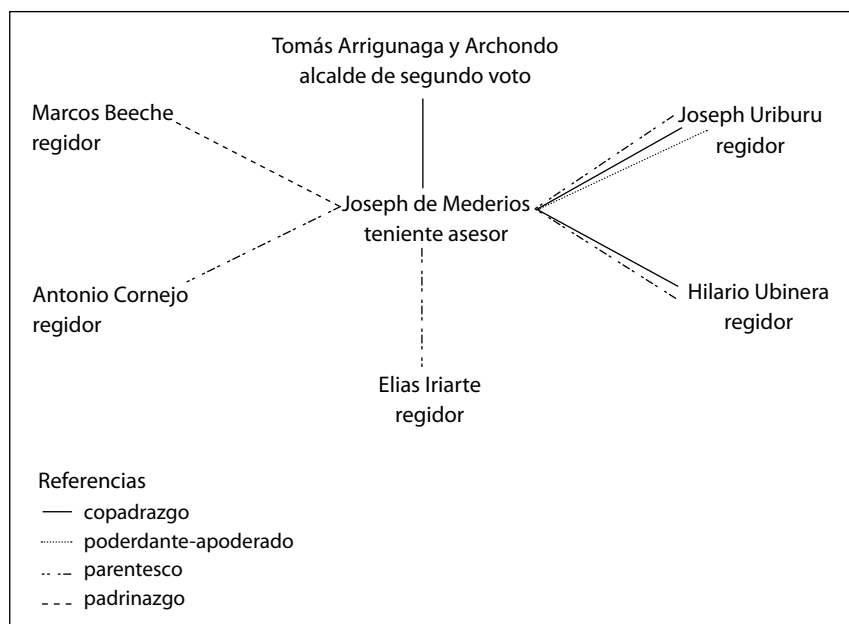 Tomás Arrigunaga y Archondo
alcalde de segundo voto
Marcos Beeche
regidor
Joseph Uriburu
regidor
Joseph de Mederios
teniente asesor
Antonio Cornejo
regidor
Hilario Ubinera
regidor
Elias Iriarte
regidor
Referencias
copadrazgo
poderdante-apoderado
parentesco
padrinazgo